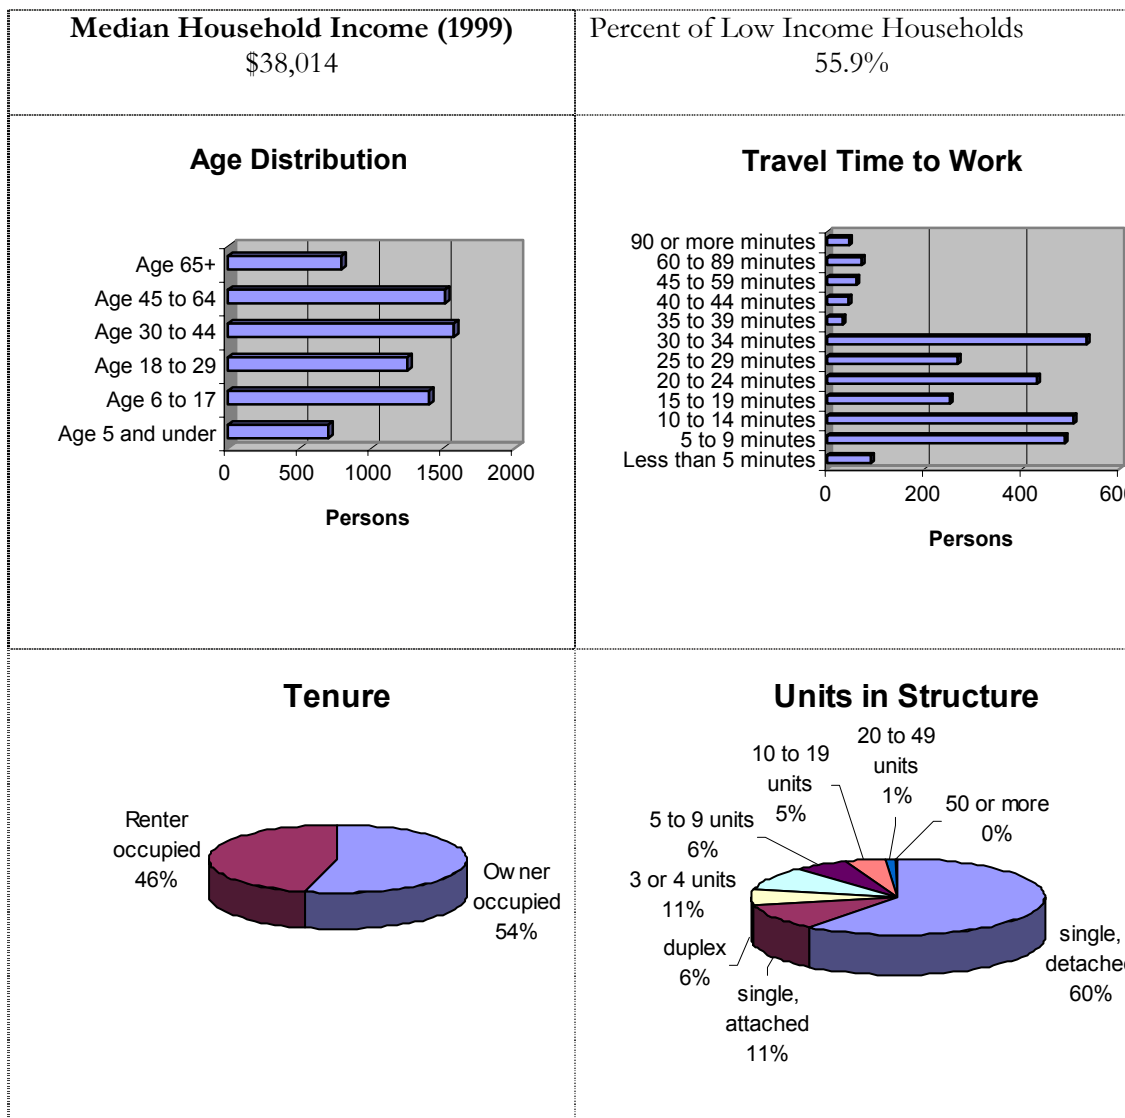 Median Household Income (1999)
$38,014
Percent of Low Income Households
55.9%
Age Distribution
Age 65+
Age 45 to 64
Age 30 to 44
Age 18 to 29
Age 6 to 17
Age 5 and under
0 500 1000 1500 2000
Persons
Travel Time to Work
90 or more minutes
60 to 89 minutes
45 to 59 minutes
40 to 44 minutes
35 to 39 minutes
30 to 34 minutes
25 to 29 minutes
20 to 24 minutes
15 to 19 minutes
10 to 14 minutes
5 to 9 minutes
Less than 5 minutes
0 200 400 600
Persons
Tenure
Renter
occupied
46%
Owner
occupied
54%
Units in Structure
20 to 49
units
1%
10 to 19
units
5%
50 or more
0%
5 to 9 units
6%
3 or 4 units
11%
duplex
6%
single,
attached
11%
single,
detached
60%